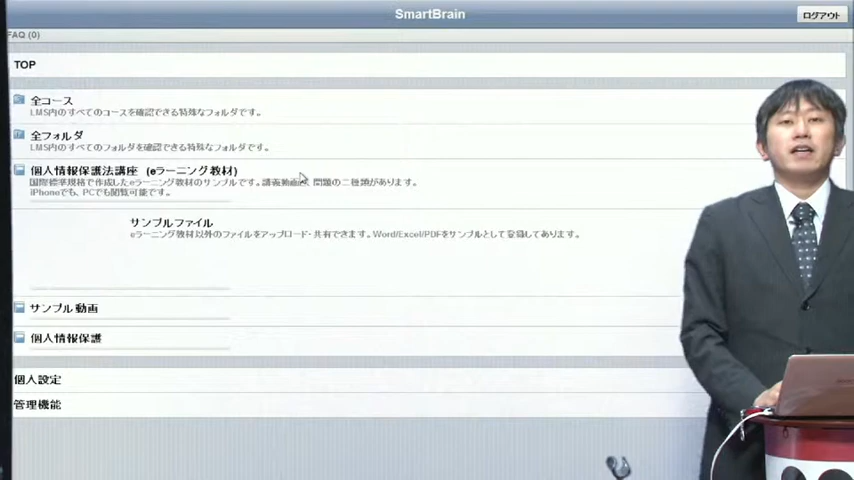 SmartBrain
ログアウト
FAQ (0)
TOP
全コース
LMS内のすべてのコースを確認できる特殊なフォルダです。
全フォルダ
LMS内のすべてのフォルダを確認できる特殊なフォルダです。
個人情報保護法講座 (eラーニング教材)
国際標準規格で作成したeラーニング教材のサンプルです。講義動画と 問題の二種類があります。
iPhoneでも、PCでも閲覧可能です。
サンプルファイル
eラーニング教材以外のファイルをアップロード・共有できます。Word/Excel/PDFをサンプルとして登録してあります。
サンプル動画
個人情報保護
個人設定
管理機能